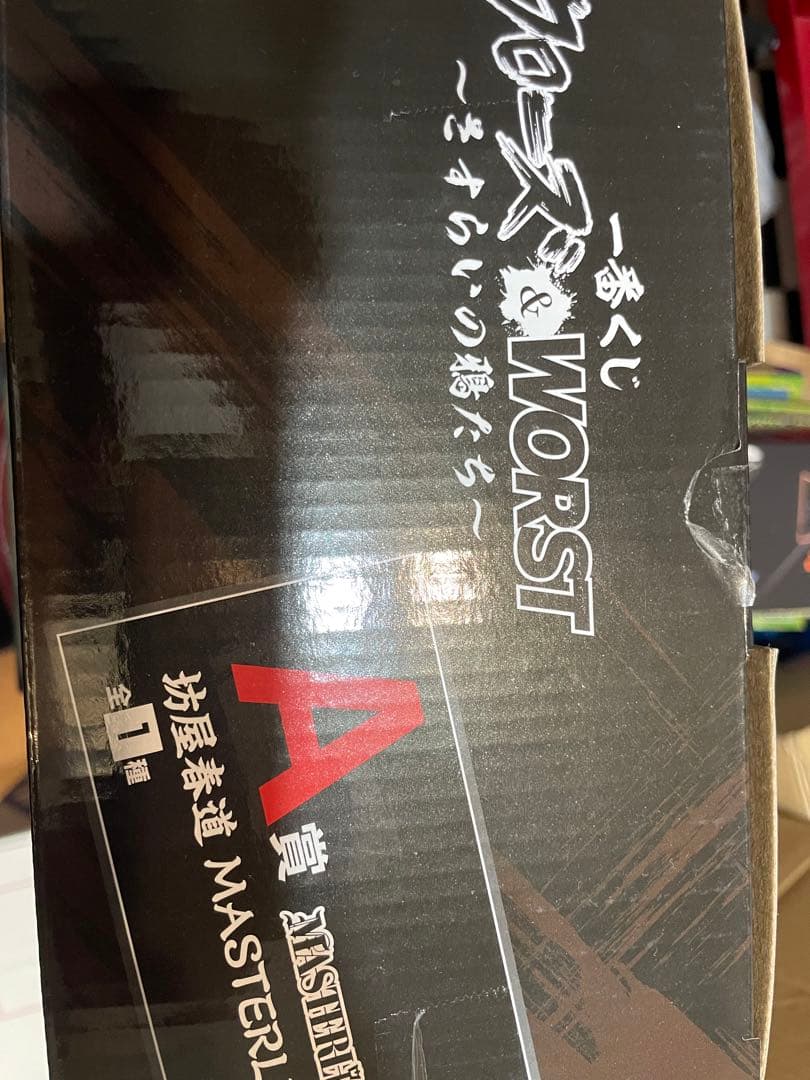 一番くじ
クローズ&WORST
～さすらいの鴉たち～
A賞
MASTERL
坊屋春道 MASTERL
全1種